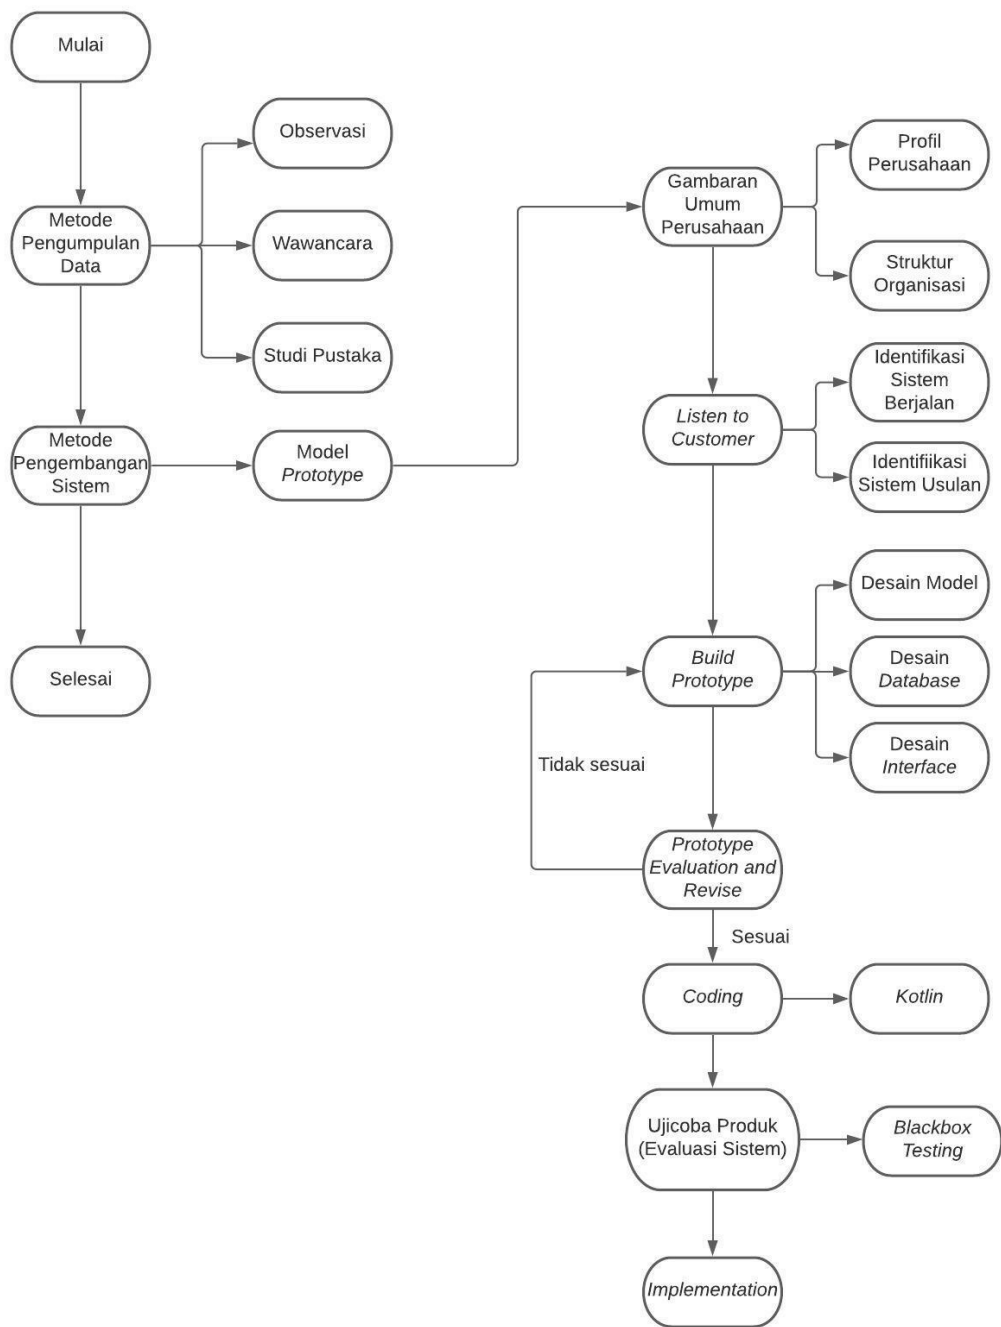 Mulai
Metode
Pengumpulan
Data
Observasi
Wawancara
Studi Pustaka
Metode
Pengembangan
Sistem
Model
Prototype
Selesai
Gambaran
Umum
Perusahaan
Profil
Perusahaan
Struktur
Organisasi
Listen to
Customer
Identifikasi
Sistem
Berjalan
Identifiikasi
Sistem Usulan
Build
Prototype
Desain Model
Desain
Database
Desain
Interface
Tidak sesuai
Prototype
Evaluation and
Revise
Sesuai
Coding
Kotlin
Ujicoba Produk
(Evaluasi Sistem)
Blackbox
Testing
Implementation